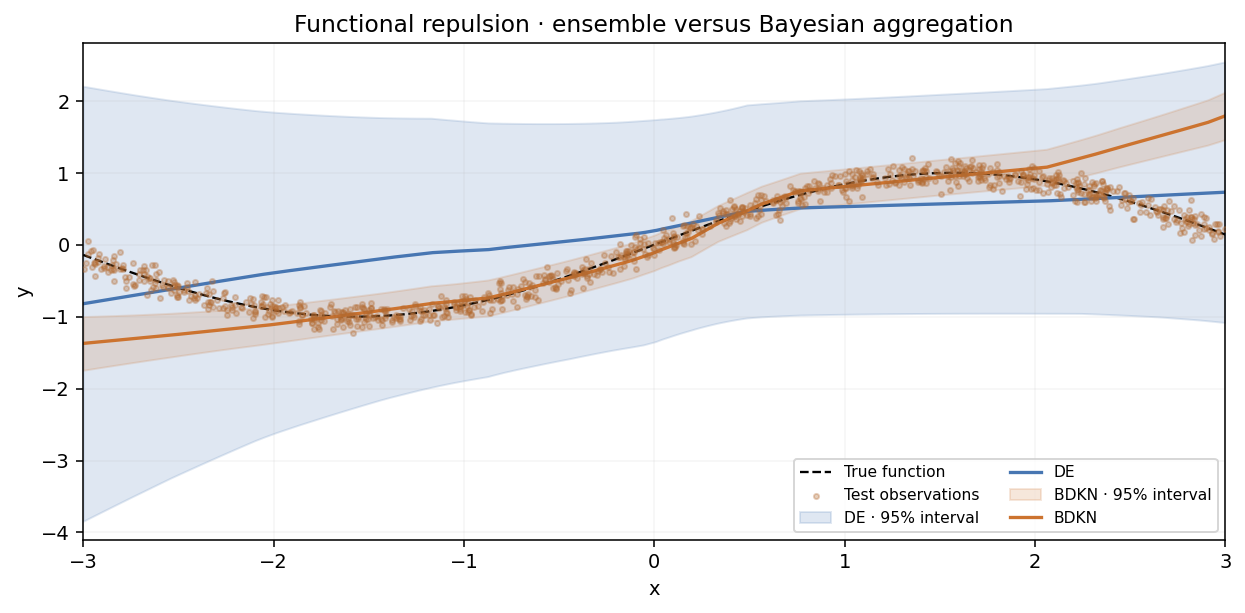 Functional repulsion · ensemble versus Bayesian aggregation
y
2
1
0
−1
−2
−3
−4
−3
−2
−1
0
1
2
3
x
True function
Test observations
DE · 95% interval
DE
BDKN · 95% interval
BDKN